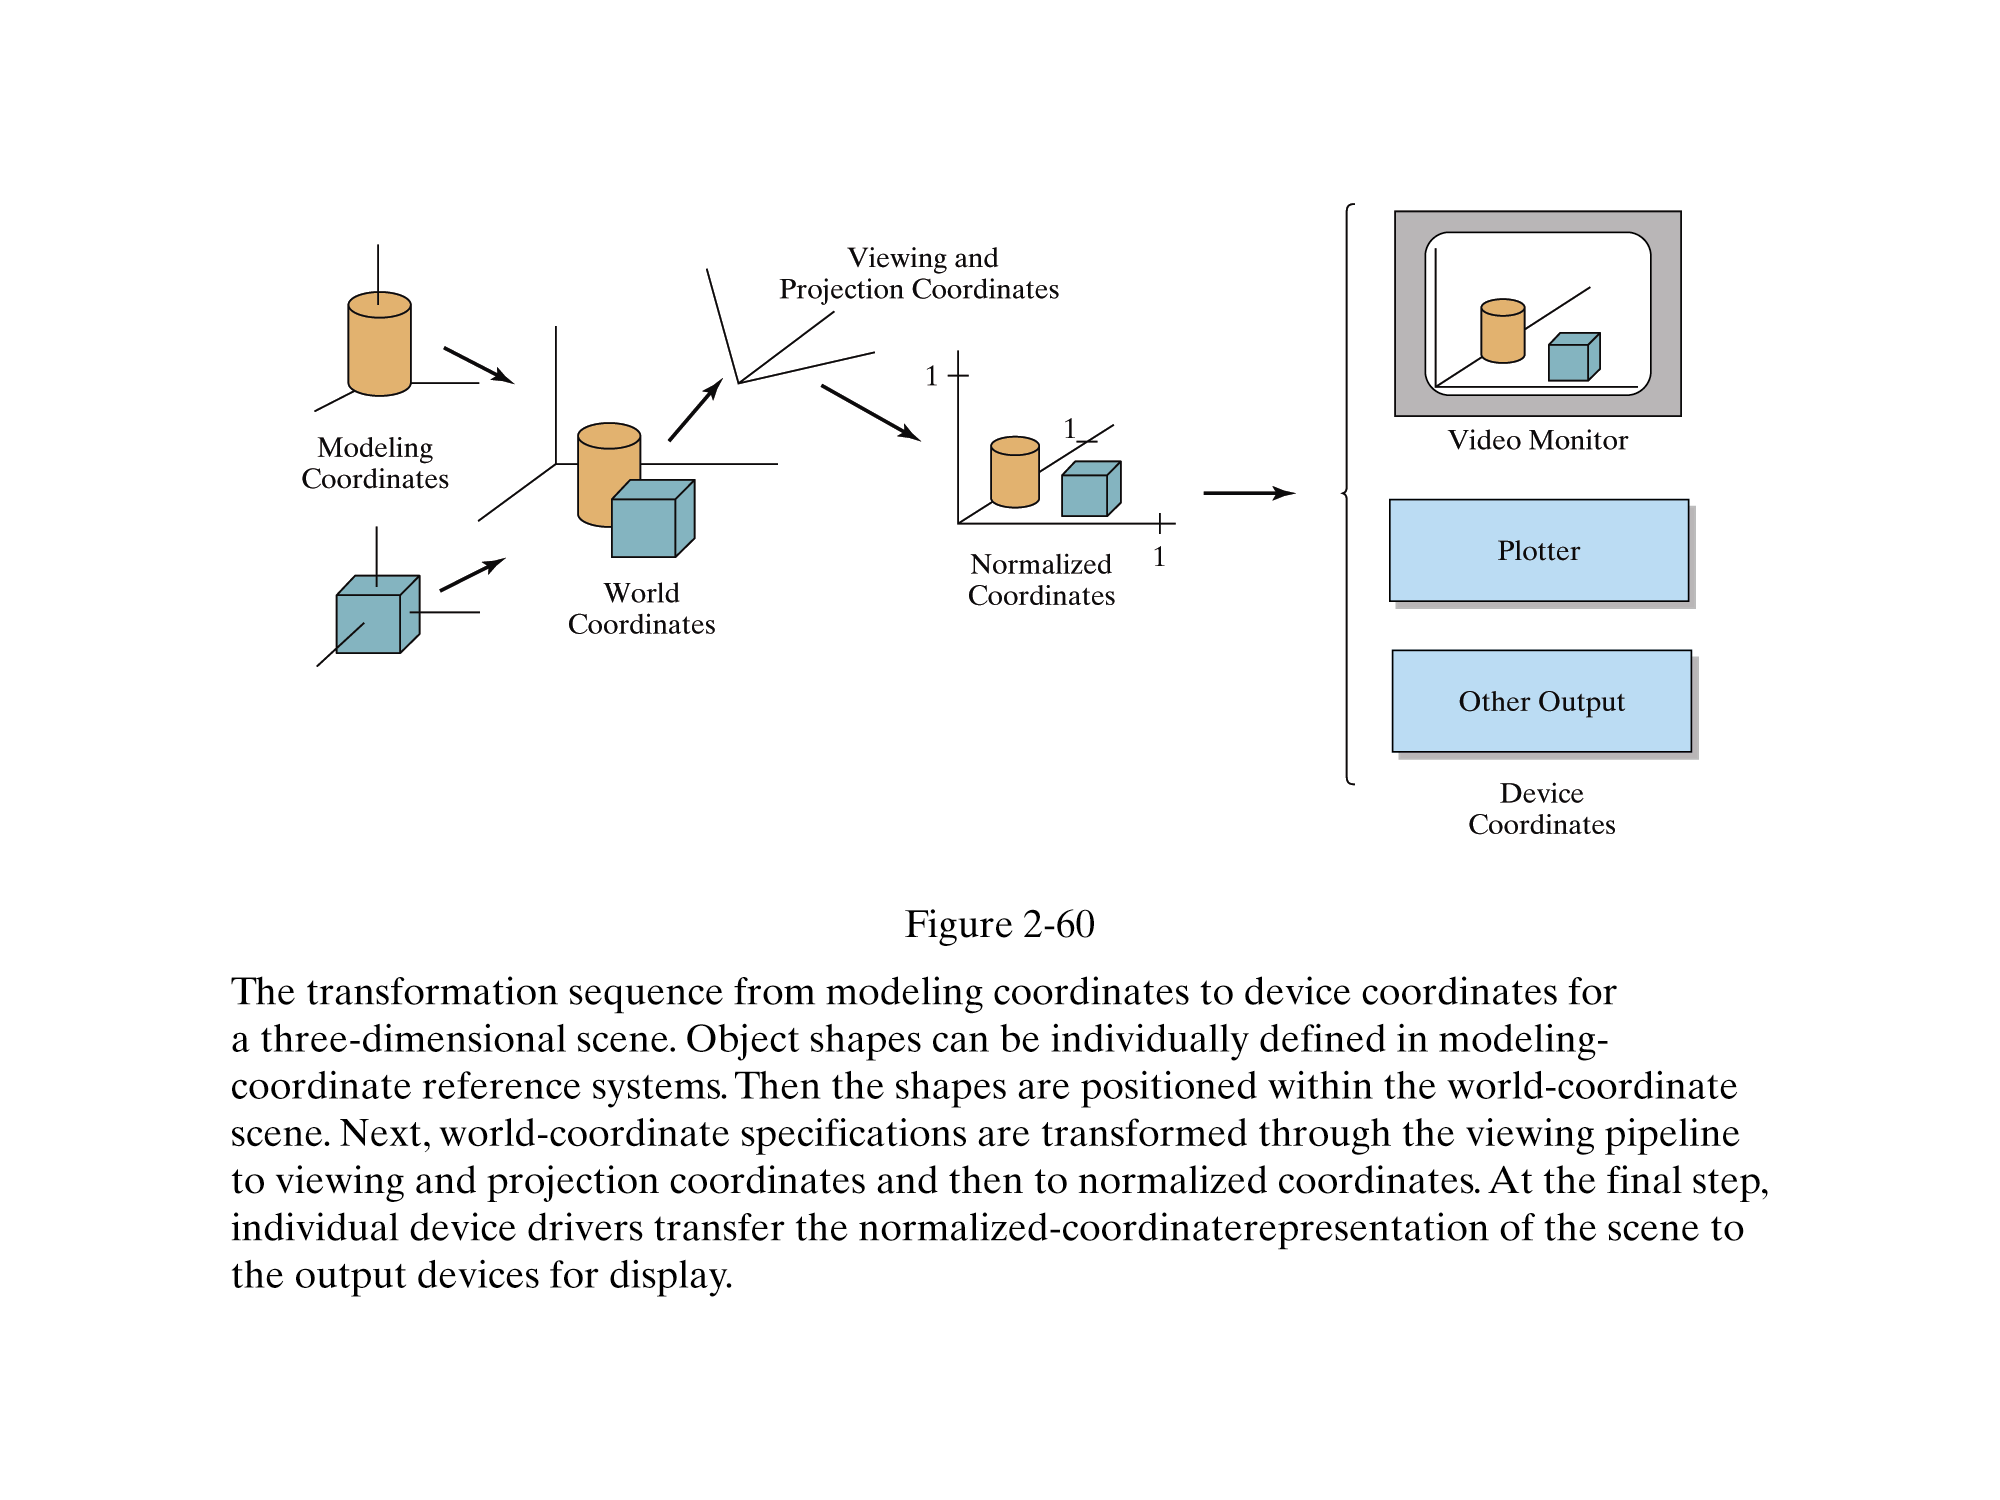 Viewing and
Projection Coordinates
Modeling
Coordinates
World
Coordinates
1
1
1
Normalized
Coordinates
Video Monitor
Plotter
Other Output
Device
Coordinates
Figure 2-60
The transformation sequence from modeling coordinates to device coordinates for
a three-dimensional scene. Object shapes can be individually defined in modeling-
coordinate reference systems. Then the shapes are positioned within the world-coordinate
scene. Next, world-coordinate specifications are transformed through the viewing pipeline
to viewing and projection coordinates and then to normalized coordinates. At the final step,
individual device drivers transfer the normalized-coordinaterepresentation of the scene to
the output devices for display.